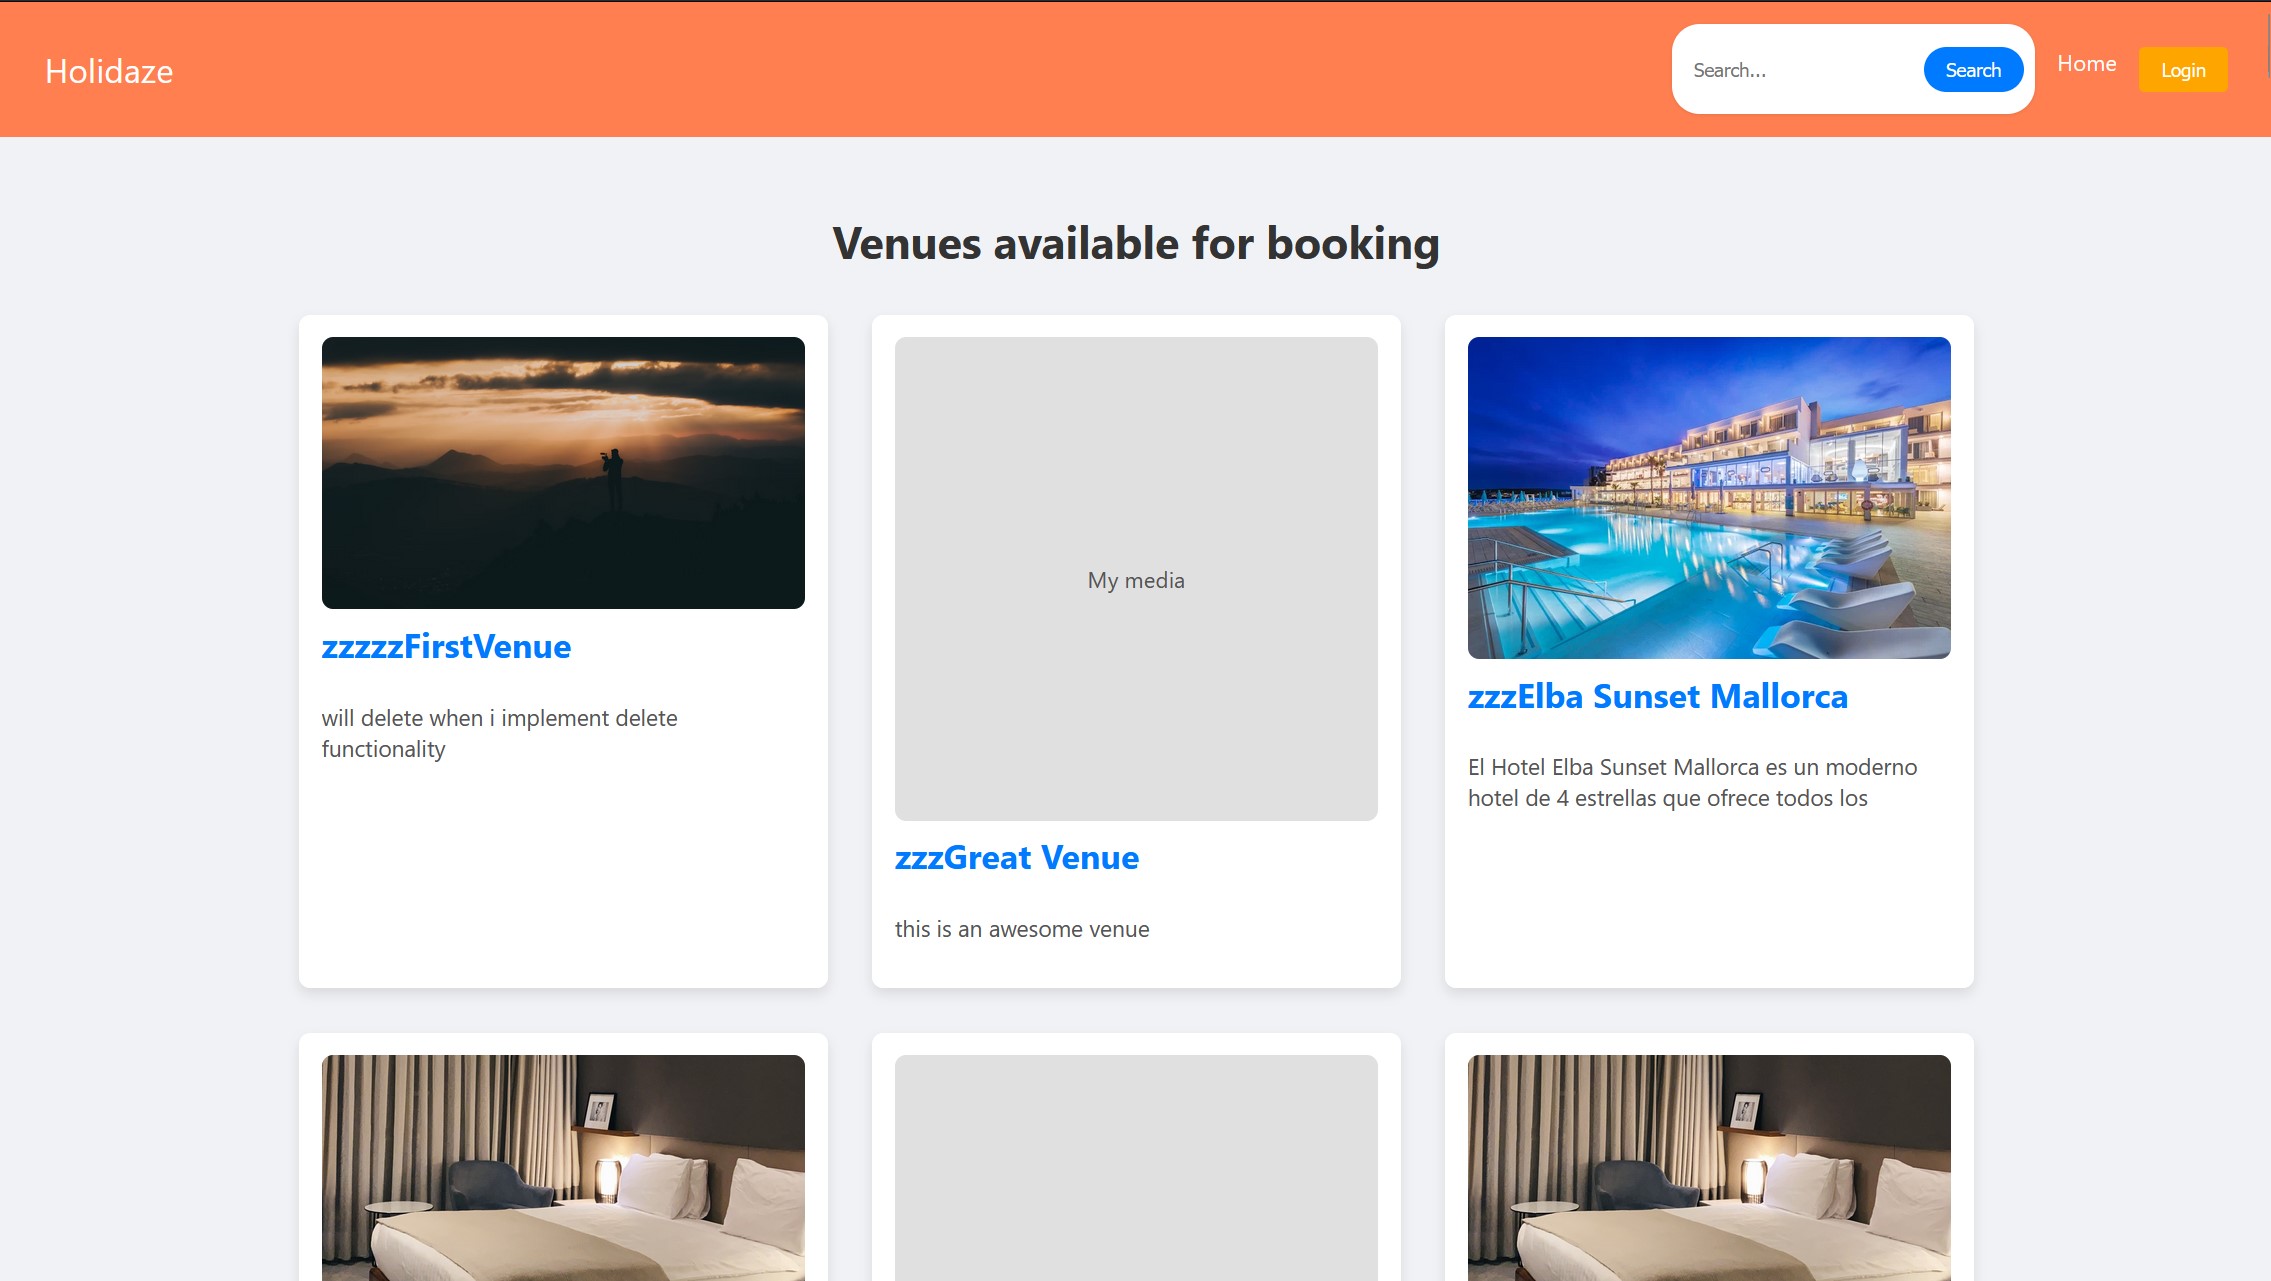 Holidaze
Search...
Search
Home
Login
Venues available for booking
zzzzzFirstVenue
will delete when i implement delete
functionality
My media
zzzGreat Venue
this is an awesome venue
zzzElba Sunset Mallorca
El Hotel Elba Sunset Mallorca es un moderno
hotel de 4 estrellas que ofrece todos los